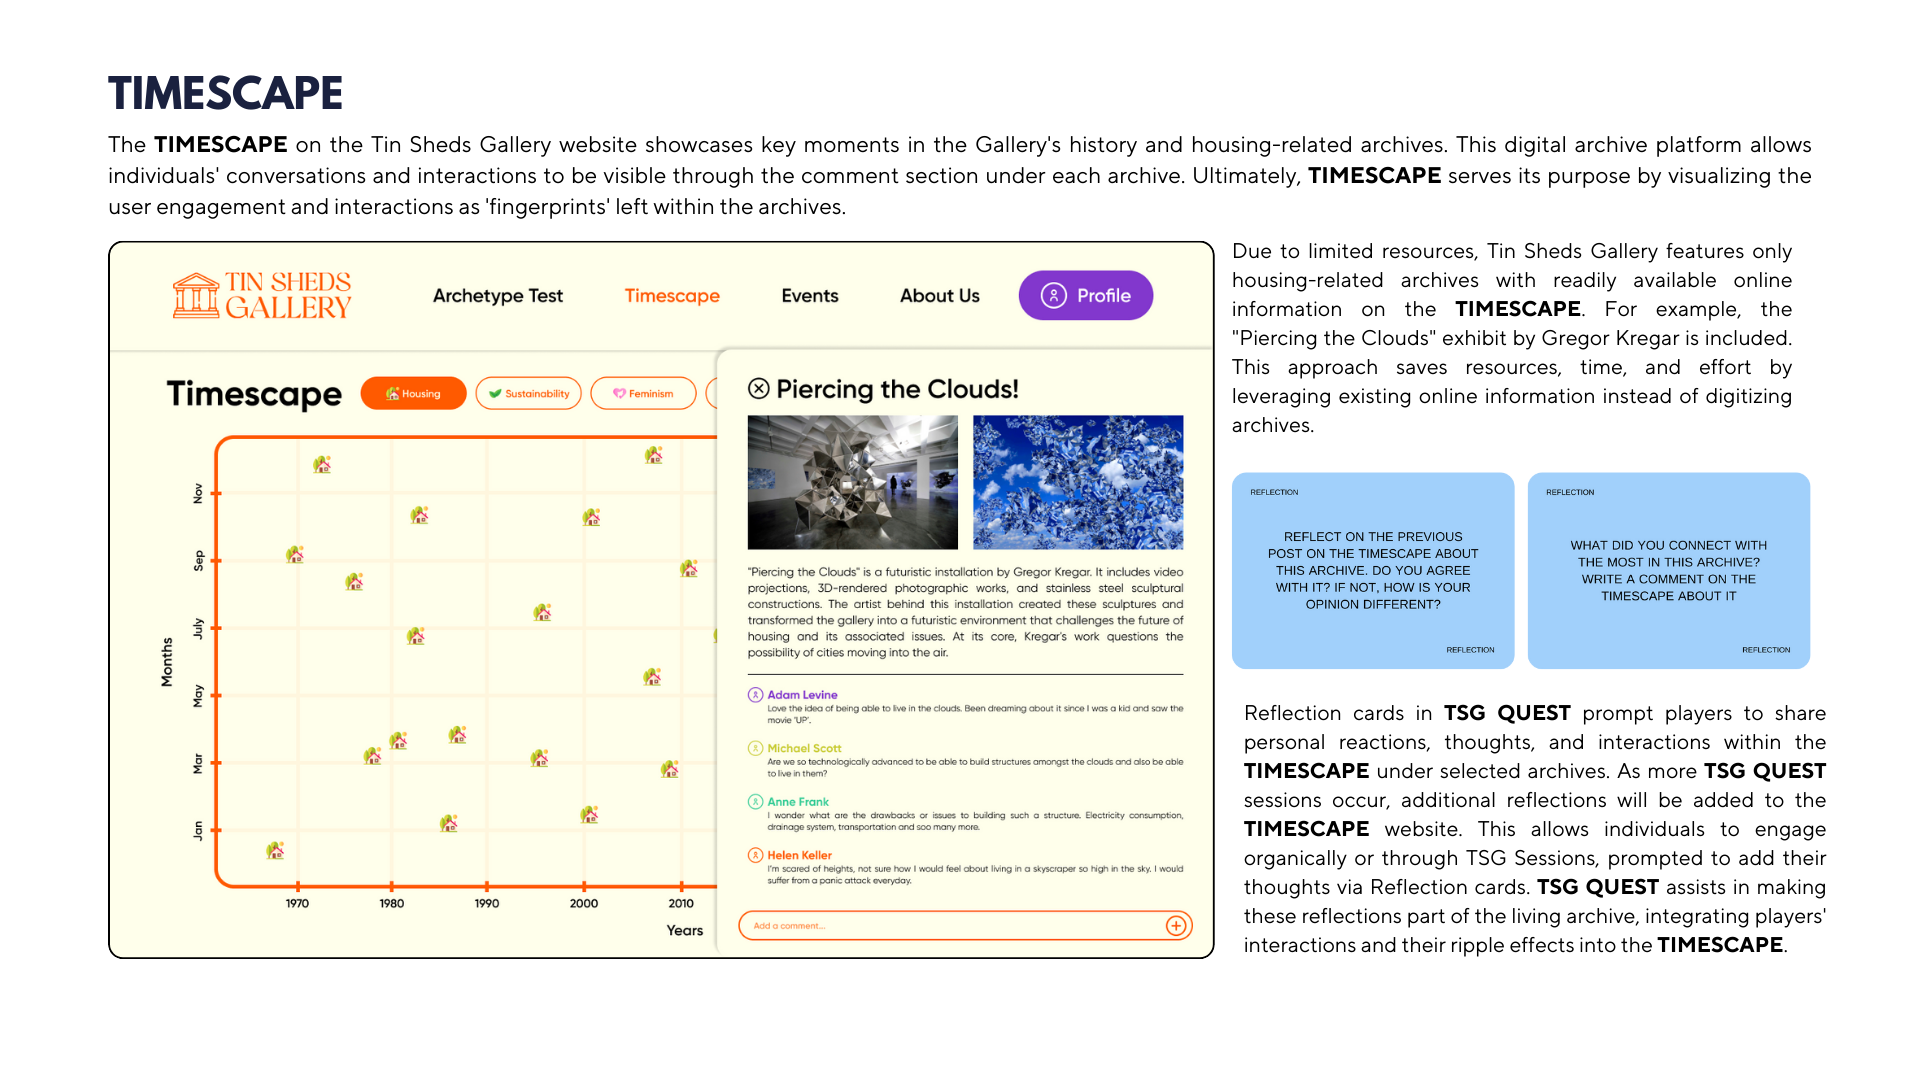 TIMESCAPE
The TIMESCAPE on the Tin Sheds Gallery website showcases key moments in the Gallery's history and housing-related archives. This digital archive platform allows
individuals' conversations and interactions to be visible through the comment section under each archive. Ultimately, TIMESCAPE serves its purpose by visualizing the
user engagement and interactions as 'fingerprints' left within the archives.
TIN SHEDS
GALLERY
Archetype Test
Timescape
Events
About Us
Profile
Timescape
Housing
Sustainability
Feminism
Months
Nov
Sep
July
May
Mar
Jan
1970
1980
1990
2000
2010
Years
Piercing the Clouds!
"Piercing the Clouds" is a futuristic installation by Gregor Kregar. It includes video
projections, 3D-rendered photographic works, and stainless steel sculptural
constructions. The artist behind this installation created these sculptures and
transformed the gallery into a futuristic environment that challenges the future of
housing and its associated issues. At its core, Kregar's work questions the
possibility of cities moving into the air.
Adam Levine
Love the idea of being able to live in the clouds. Been dreaming about it since I was a kid and saw the
movie 'UP'.
Michael Scott
Are we so technologically advanced to be able to build structures amongst the clouds and also be able
to live in them?
Anne Frank
I wonder what are the drawbacks or issues to building such a structure. Electricity consumption,
drainage system, transportation and soo many more.
Helen Keller
I'm scared of heights, not sure how I would feel about living in a skyscraper so high in the sky. I would
suffer from a panic attack everyday.
Add a comment...
Due to limited resources, Tin Sheds Gallery features only
housing-related archives with readily available online
information on the TIMESCAPE. For example, the
"Piercing the Clouds" exhibit by Gregor Kregar is included.
This approach saves resources, time, and effort by
leveraging existing online information instead of digitizing
archives.
REFLECTION
REFLECT ON THE PREVIOUS
POST ON THE TIMESCAPE ABOUT
THIS ARCHIVE. DO YOU AGREE
WITH IT? IF NOT, HOW IS YOUR
OPINION DIFFERENT?
REFLECTION
REFLECTION
WHAT DID YOU CONNECT WITH
THE MOST IN THIS ARCHIVE?
WRITE A COMMENT ON THE
TIMESCAPE ABOUT IT
REFLECTION
Reflection cards in TSG QUEST prompt players to share
personal reactions, thoughts, and interactions within the
TIMESCAPE under selected archives. As more TSG QUEST
sessions occur, additional reflections will be added to the
TIMESCAPE website. This allows individuals to engage
organically or through TSG Sessions, prompted to add their
thoughts via Reflection cards. TSG QUEST assists in making
these reflections part of the living archive, integrating players'
interactions and their ripple effects into the TIMESCAPE.